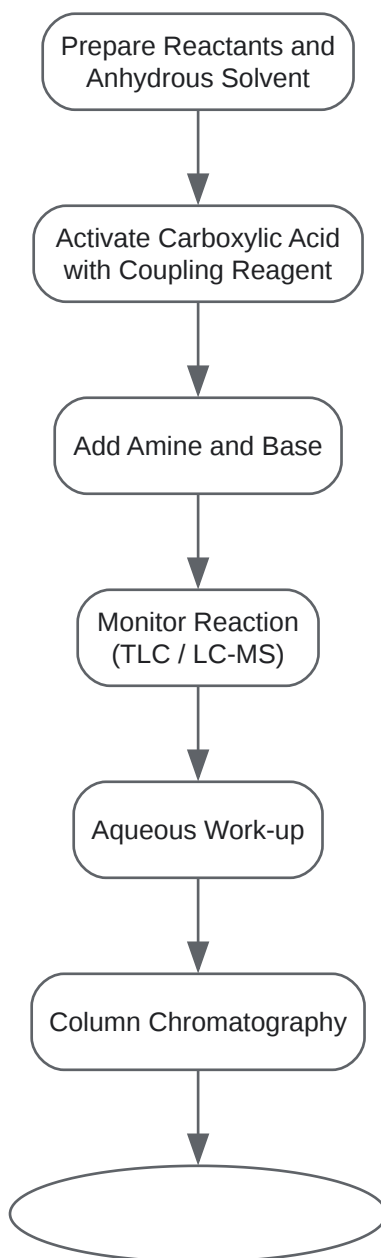 Prepare Reactants and
Anhydrous Solvent
Activate Carboxylic Acid
with Coupling Reagent
Add Amine and Base
Monitor Reaction
(TLC / LC-MS)
Aqueous Work-up
Column Chromatography